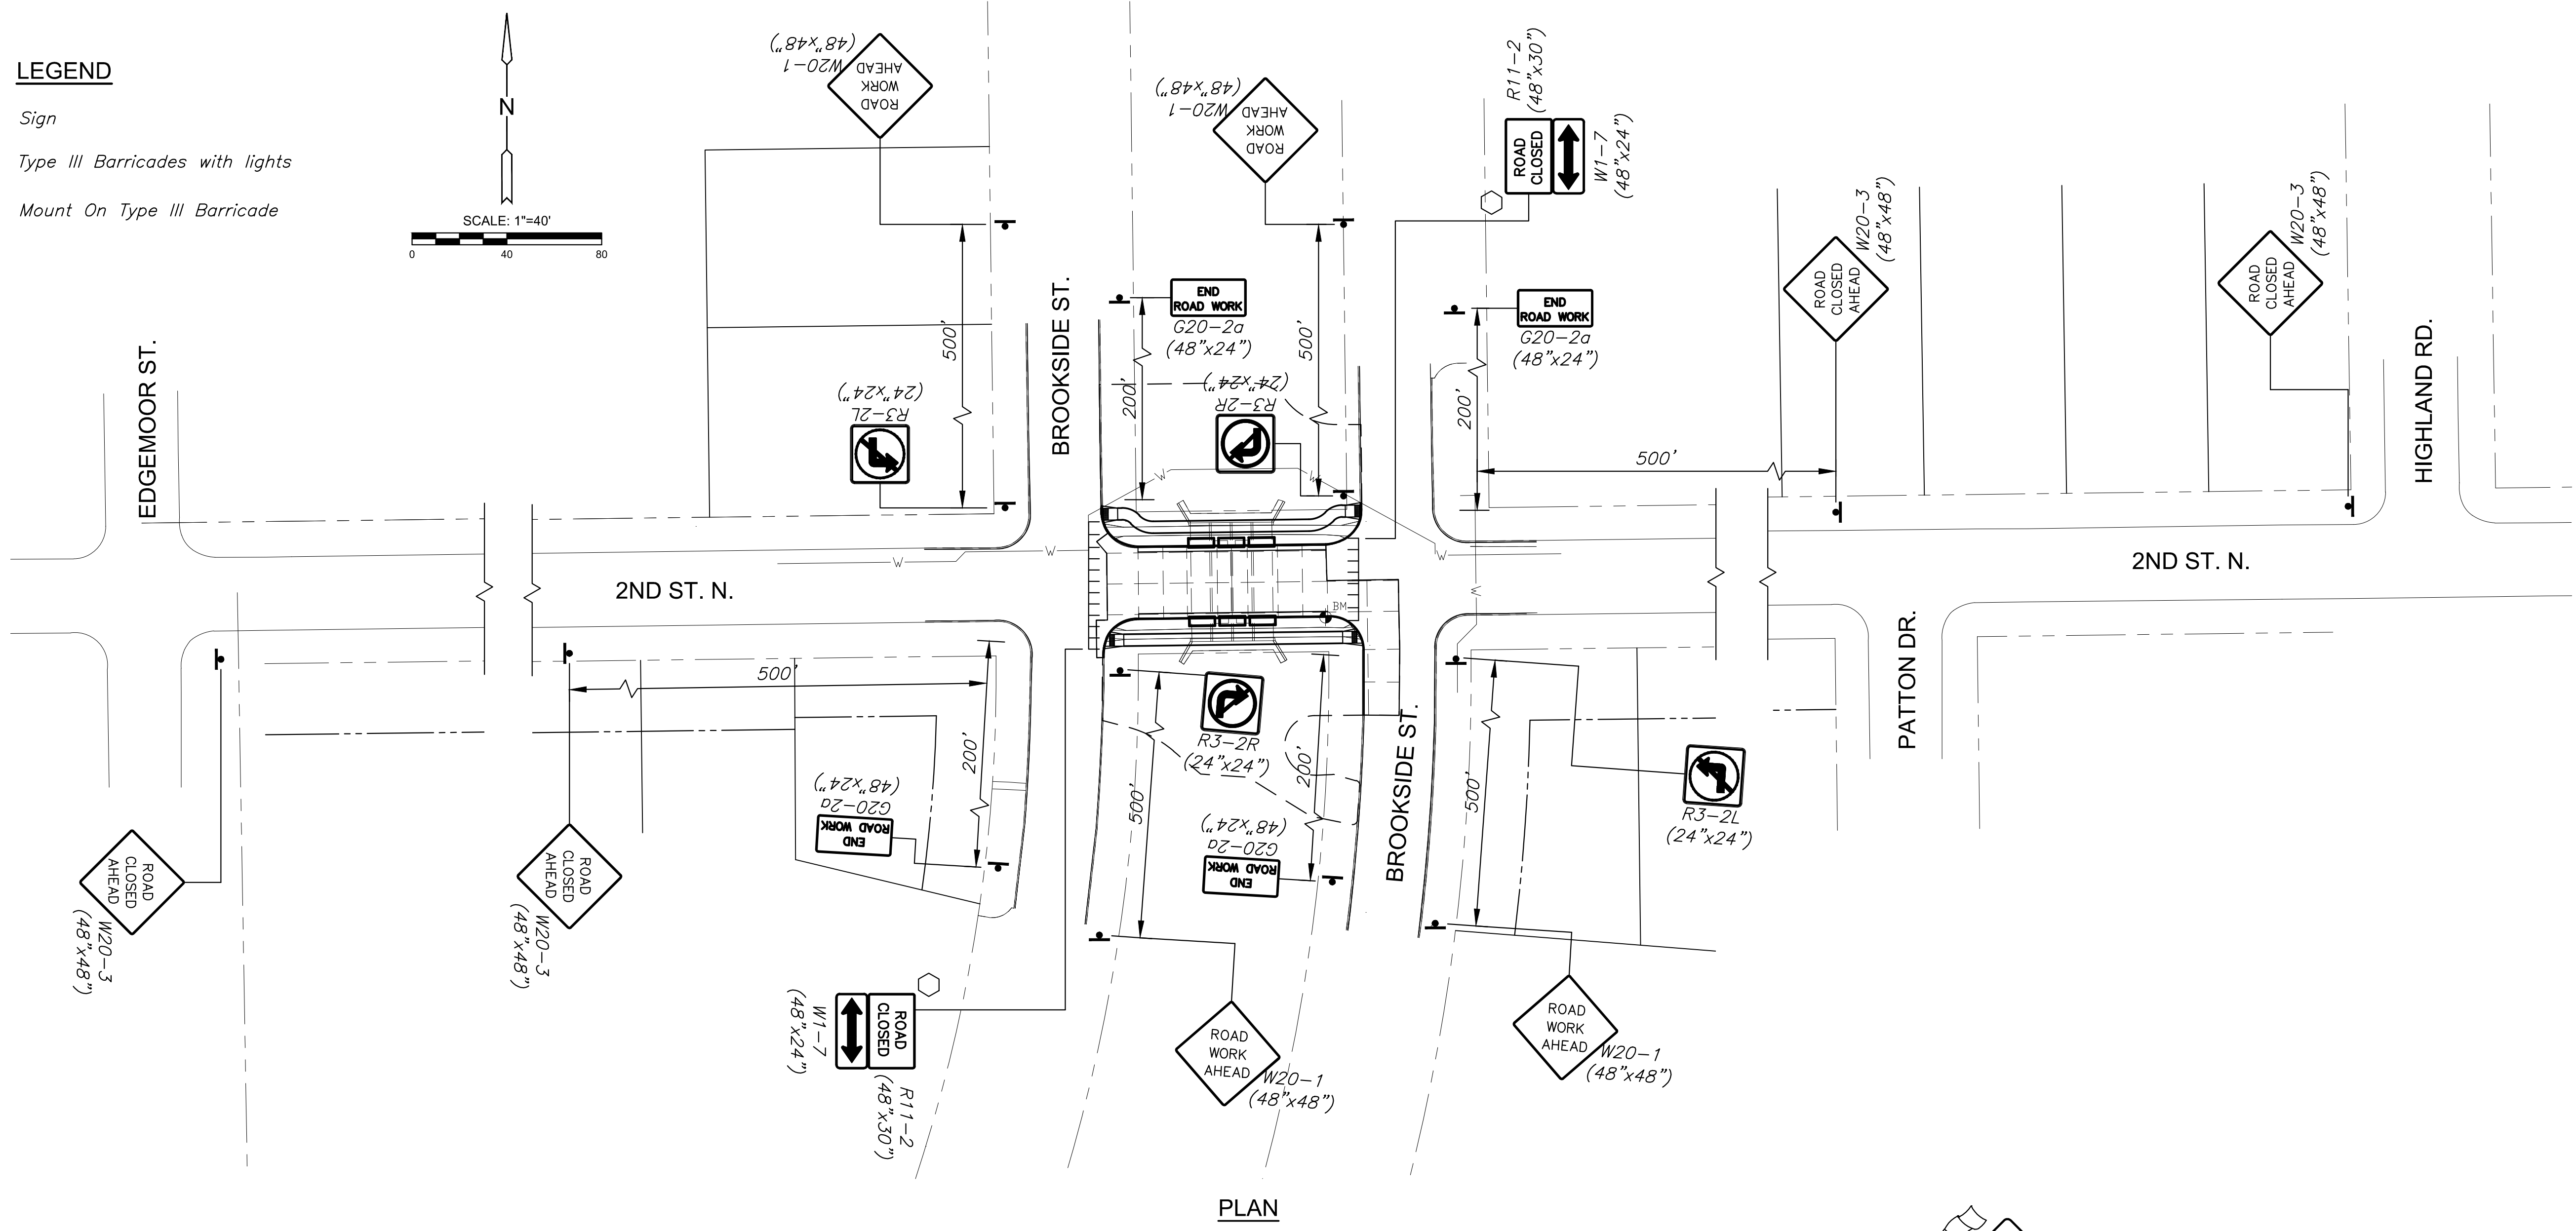 LEGEND
Sign
Type III Barricades with lights
Mount On Type III Barricade
N
SCALE: 1"=40'
0 40 80
W20-1
(48"x48")
ROAD
WORK
AHEAD
W20-1
(48"x48")
ROAD
WORK
AHEAD
R11-2
(48"x30")
ROAD
CLOSED
W1-7
(48"x24")
W20-3
(48"x48")
ROAD
CLOSED
AHEAD
W20-3
(48"x48")
ROAD
CLOSED
AHEAD
END
ROAD WORK
G20-2a
(48"x24")
END
ROAD WORK
G20-2a
(48"x24")
500'
200'
500'
200'
500'
R3-2L
(24"x24")
R3-2R
(24"x24")
EDGEMOOR ST.
BROOKSIDE ST.
HIGHLAND RD.
W
W
W
W
W
W
2ND ST. N.
2ND ST. N.
BM
PATTON DR.
BROOKSIDE ST.
500'
200'
500'
200'
500'
R3-2R
(24"x24")
R3-2L
(24"x24")
G20-2a
(48"x24")
END
ROAD WORK
G20-2a
(48"x24")
END
ROAD WORK
ROAD
CLOSED
AHEAD
W20-3
(48"x48")
ROAD
CLOSED
AHEAD
W20-3
(48"x48")
ROAD
CLOSED
R11-2
(48"x30")
W1-7
(48"x24")
ROAD
WORK
AHEAD
W20-1
(48"x48")
ROAD
WORK
AHEAD
W20-1
(48"x48")
PLAN